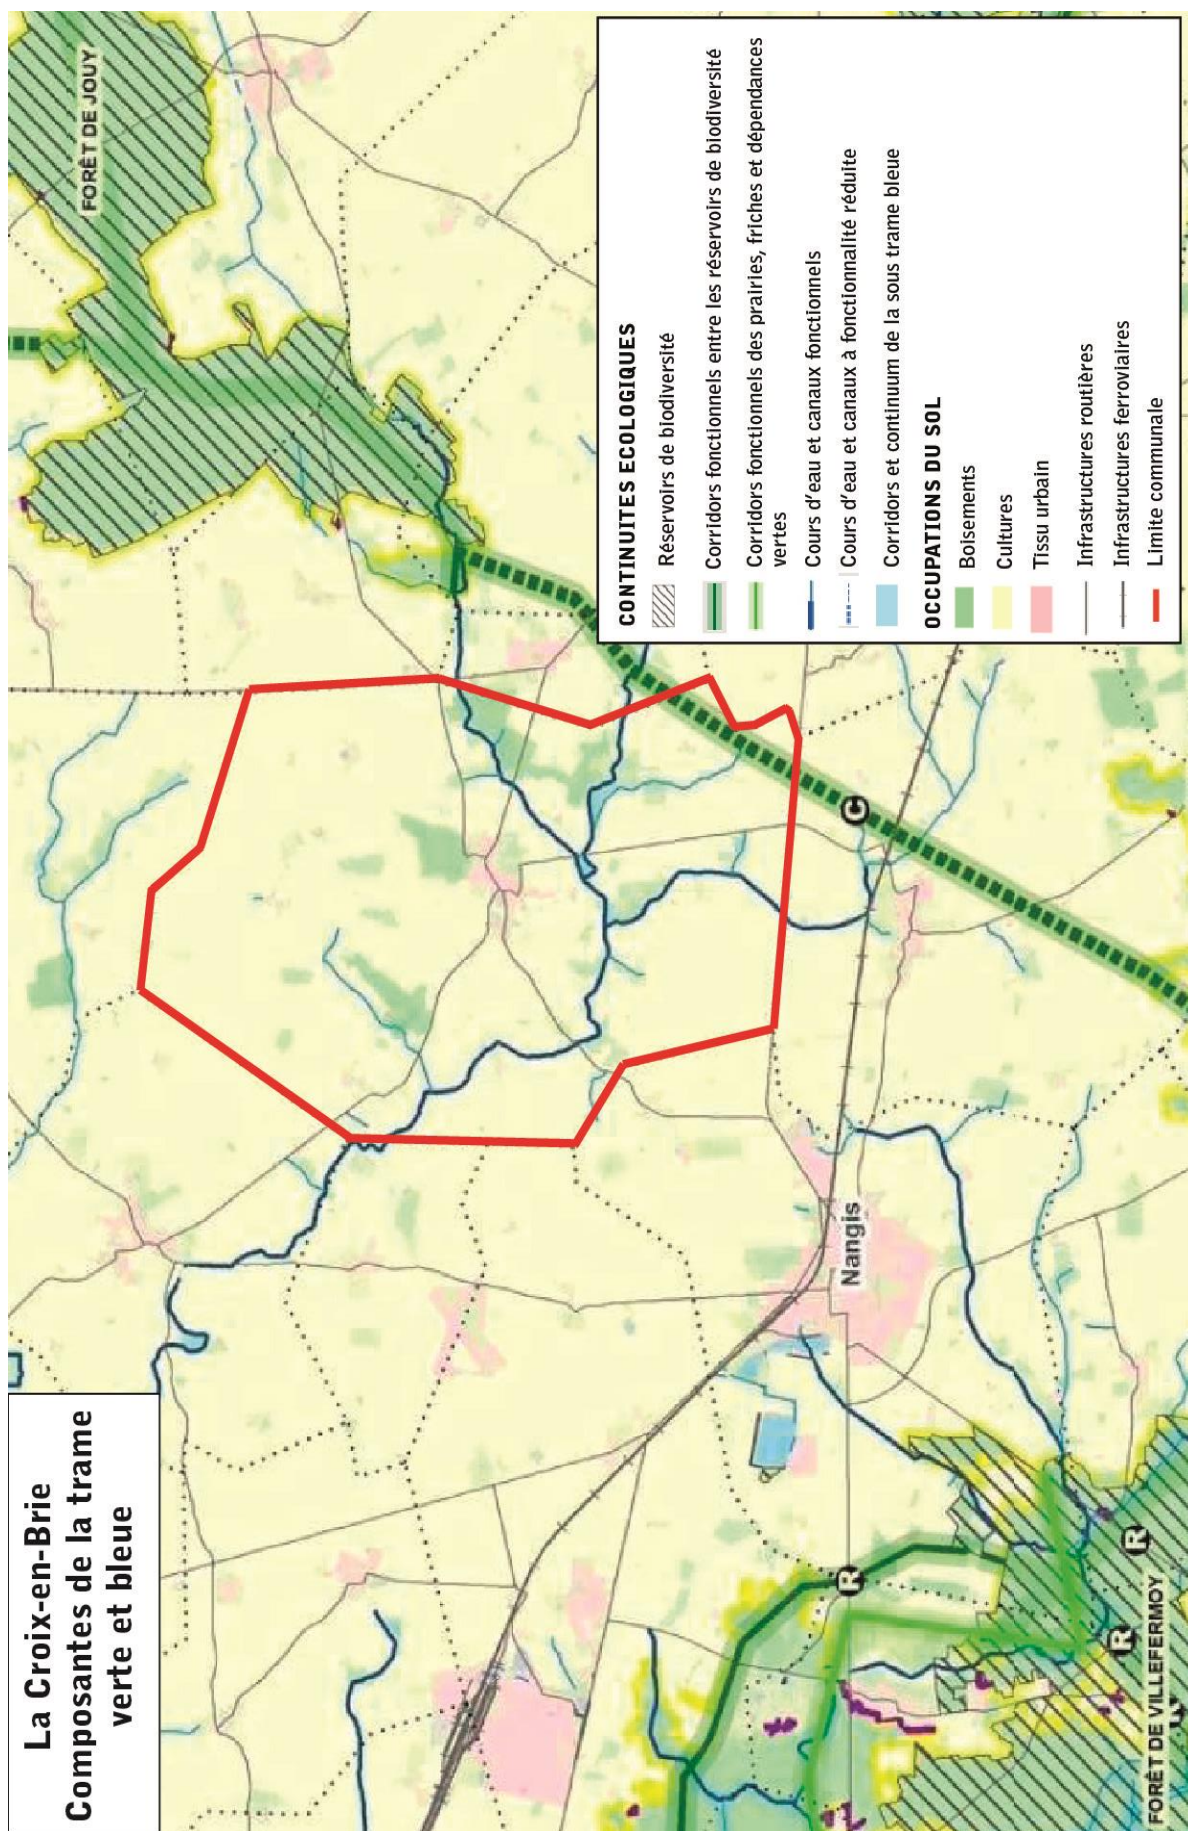 La Croix-en-Brie
Composantes de la trame
verte et bleue
FORÊT DE JOUY
Nangis
C
R
R
R
FORÊT DE VILLEFERMOY
CONTINUITES ECOLOGIQUES
Réservoirs de biodiversité
Corridors fonctionnels entre les réservoirs de biodiversité
Corridors fonctionnels des prairies, friches et dépendances
vertes
Cours d'eau et canaux fonctionnels
Cours d'eau et canaux à fonctionnalité réduite
Corridors et continuum de la sous trame bleue
OCCUPATIONS DU SOL
Boisements
Cultures
Tissu urbain
Infrastructures routières
Infrastructures ferroviaires
Limite communale